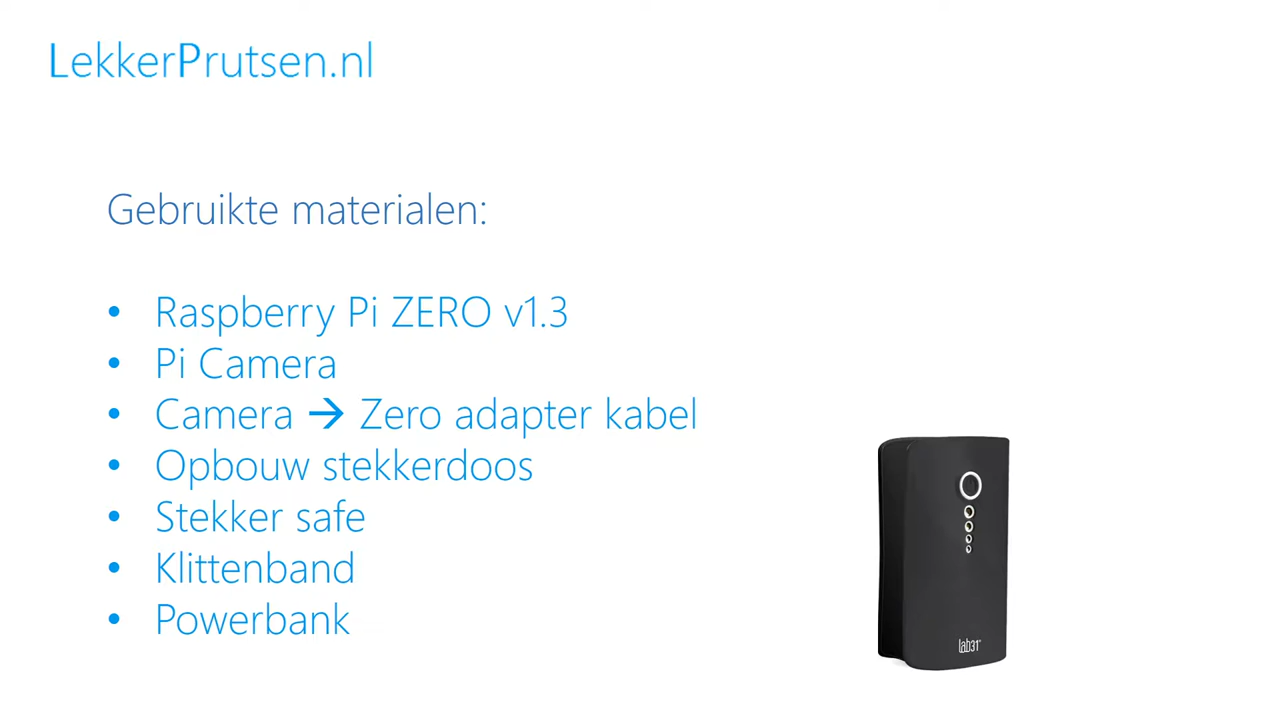 LekkerPrutsen.nl
Gebruikte materialen:
• Raspberry Pi ZERO v1.3
• Pi Camera
• Camera → Zero adapter kabel
• Opbouw stekkerdoos
• Stekker safe
• Klittenband
• Powerbank
lab31